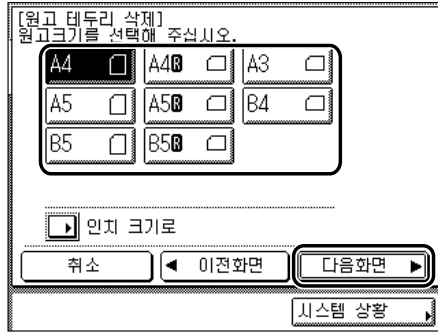 [원고 테두리 삭제]
원고크기를 선택해 주십시오.
A4 A4R A3
A5 A5R B4
B5 B5R
인치 크기로
취소 ◀ 이전화면 다음화면 ▶
시스템 상황